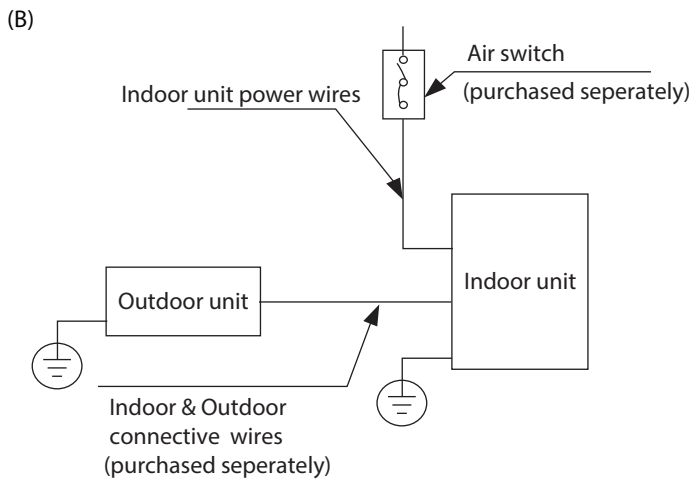 (B)
Air switch
(purchased seperately)
Indoor unit power wires
Indoor unit
Outdoor unit
Indoor & Outdoor
connective wires
(purchased seperately)